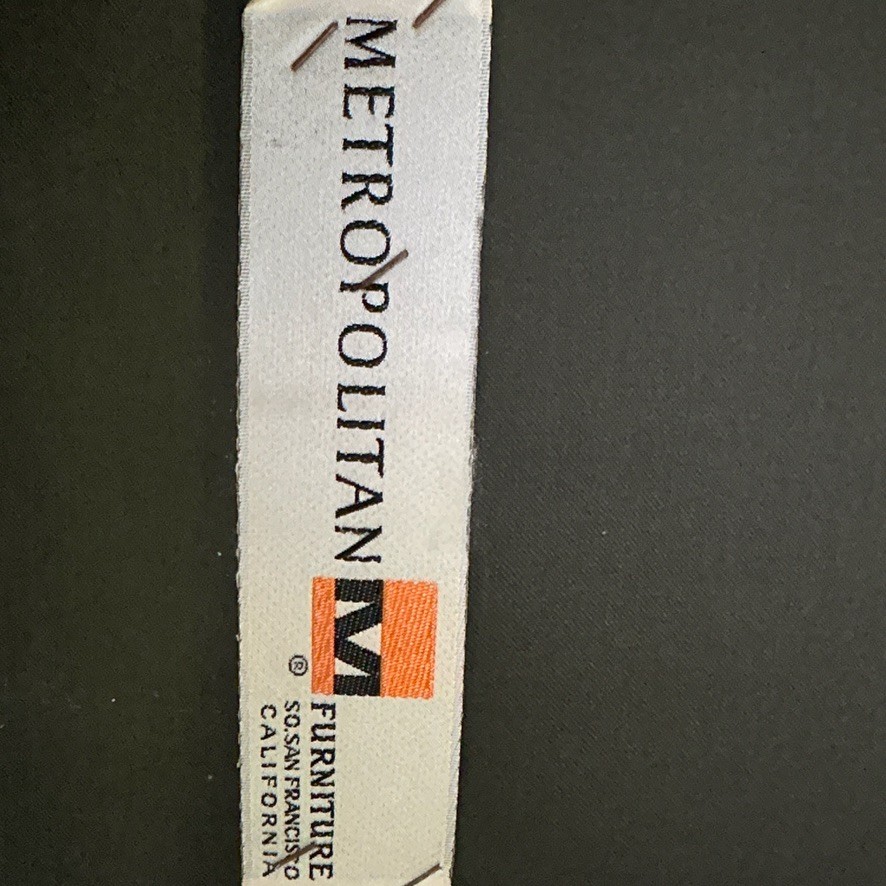 METROPOLITAN
M
®
FURNITURE
SO.SAN FRANCISCO
CALIFORNIA